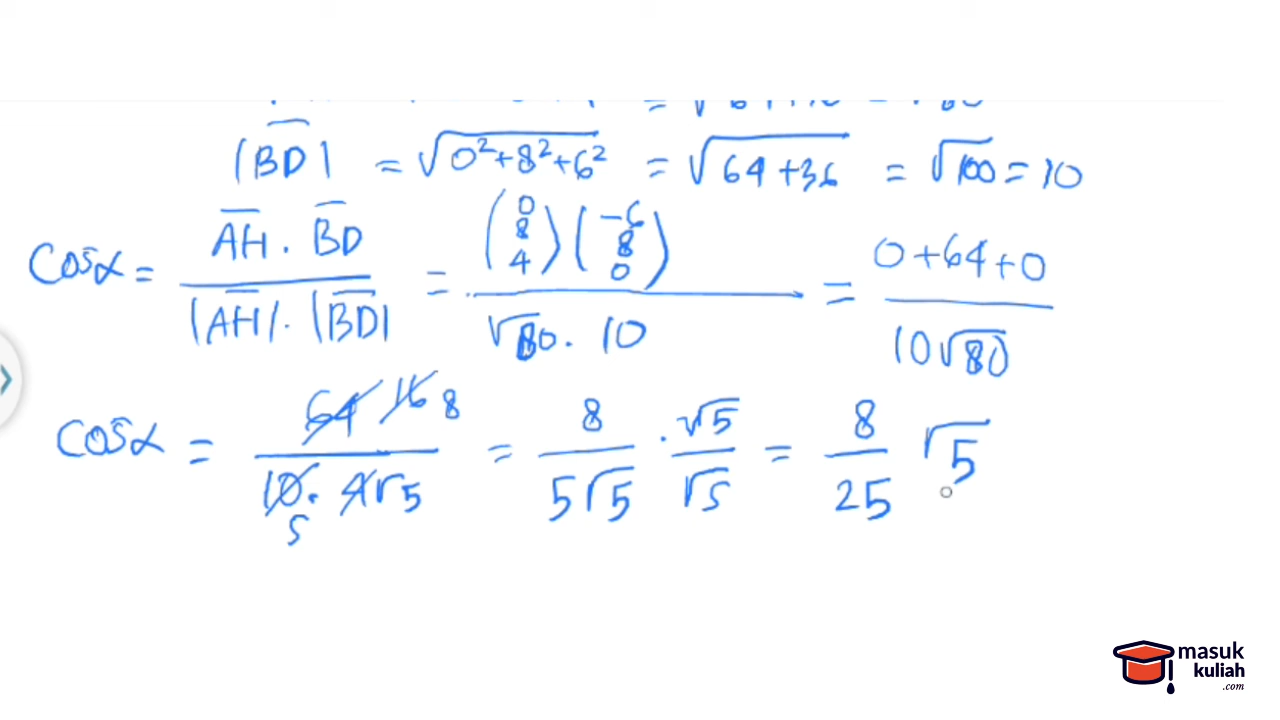 |BD| = √(0²+8²+6²) = √(64+36) = √100 = 10
cos α = (AH . BD) / (|AH| . |BD|) = (0 8 4)(-6 8 0) / (√80 . 10) = (0+64+0) / (10√80)
cos α = (64 16 8) / (10 . 4√5) 5 = 8 / (5√5) . √5 / √5 = 8/25 √5
masuk
kuliah
.com